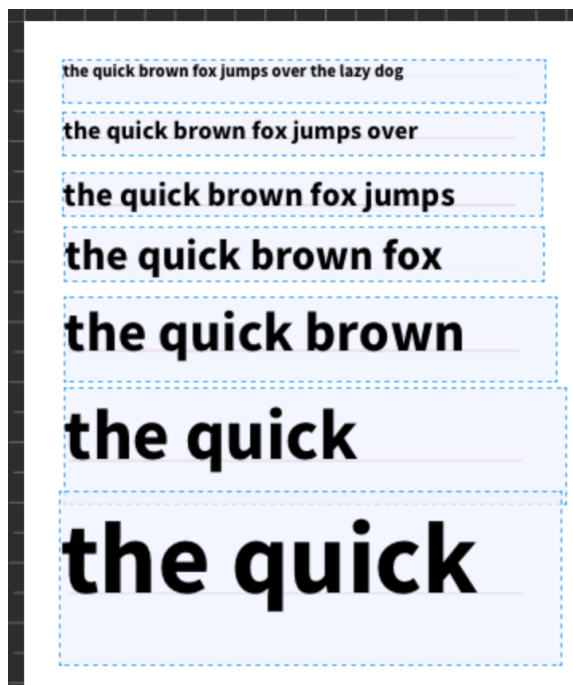 the quick brown fox jumps over the lazy dog
the quick brown fox jumps over
the quick brown fox jumps
the quick brown fox
the quick brown
the quick
the quick